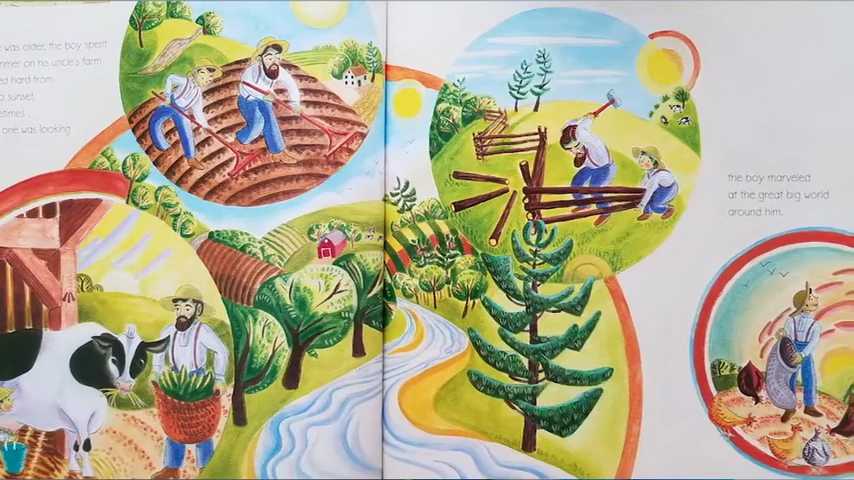 was older, the boy spent
mer on his uncle's farm
ed hard from
o sunset,
etimes
one was looking . . .
the boy marveled
at the great big world
around him.